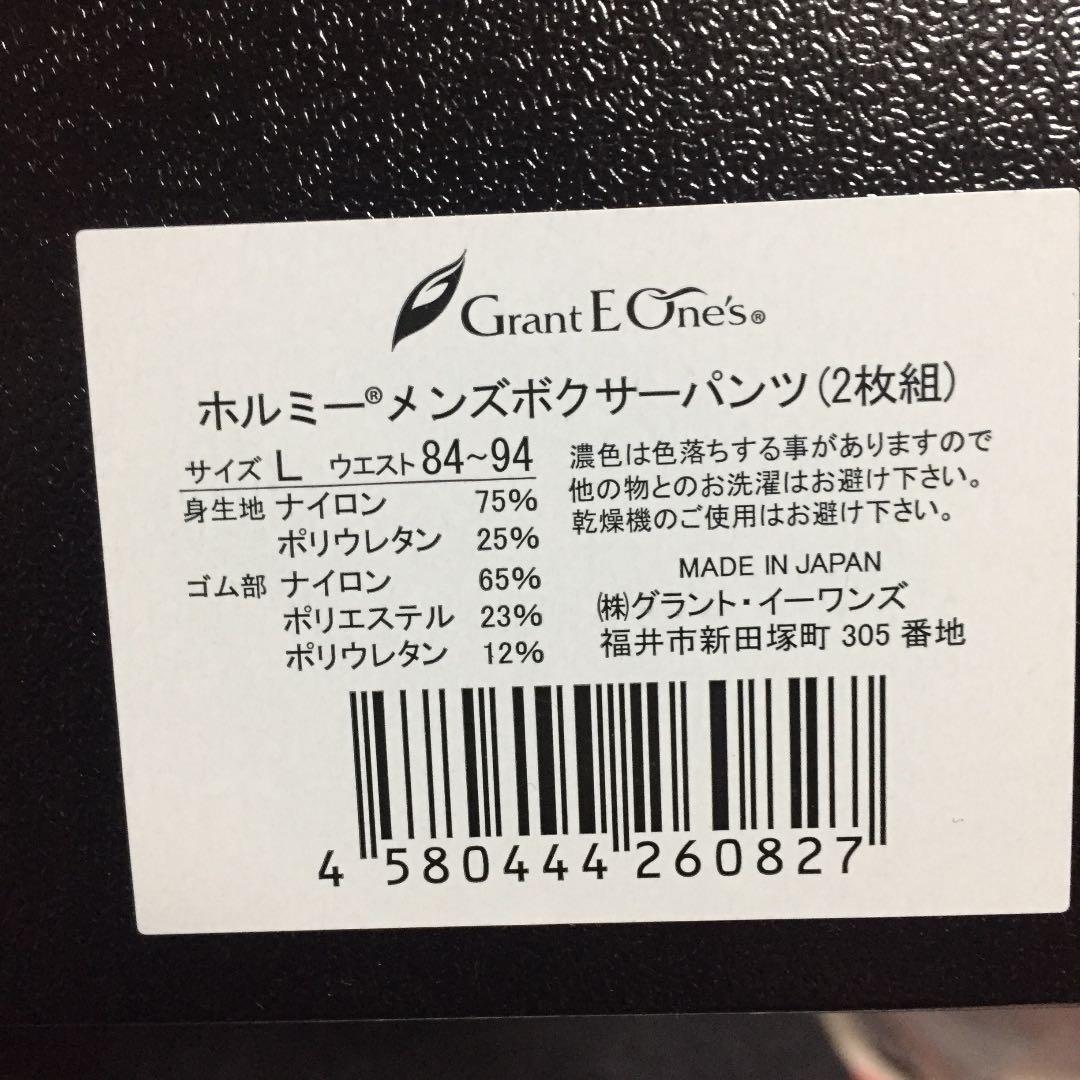 Grant E One's®
ホルミー®メンズボクサーパンツ(2枚組)
サイズ L ウエスト 84~94
身生地 ナイロン 75%
ポリウレタン 25%
ゴム部 ナイロン 65%
ポリエステル 23%
ポリウレタン 12%
濃色は色落ちする事がありますので
他の物とのお洗濯はお避け下さい。
乾燥機のご使用はお避け下さい。
MADE IN JAPAN
㈱グラント・イーワンズ
福井市新田塚町 305 番地
4 580444 260827